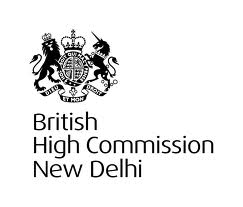 DIEU ET MON DROIT
British
High Commission
New Delhi